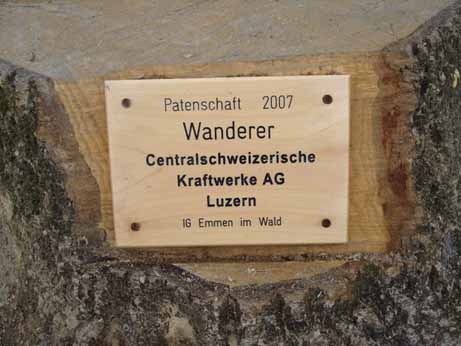 Patenschaft 2007
Wanderer
Centralschweizerische
Kraftwerke AG
Luzern
IG Emmen im Wald